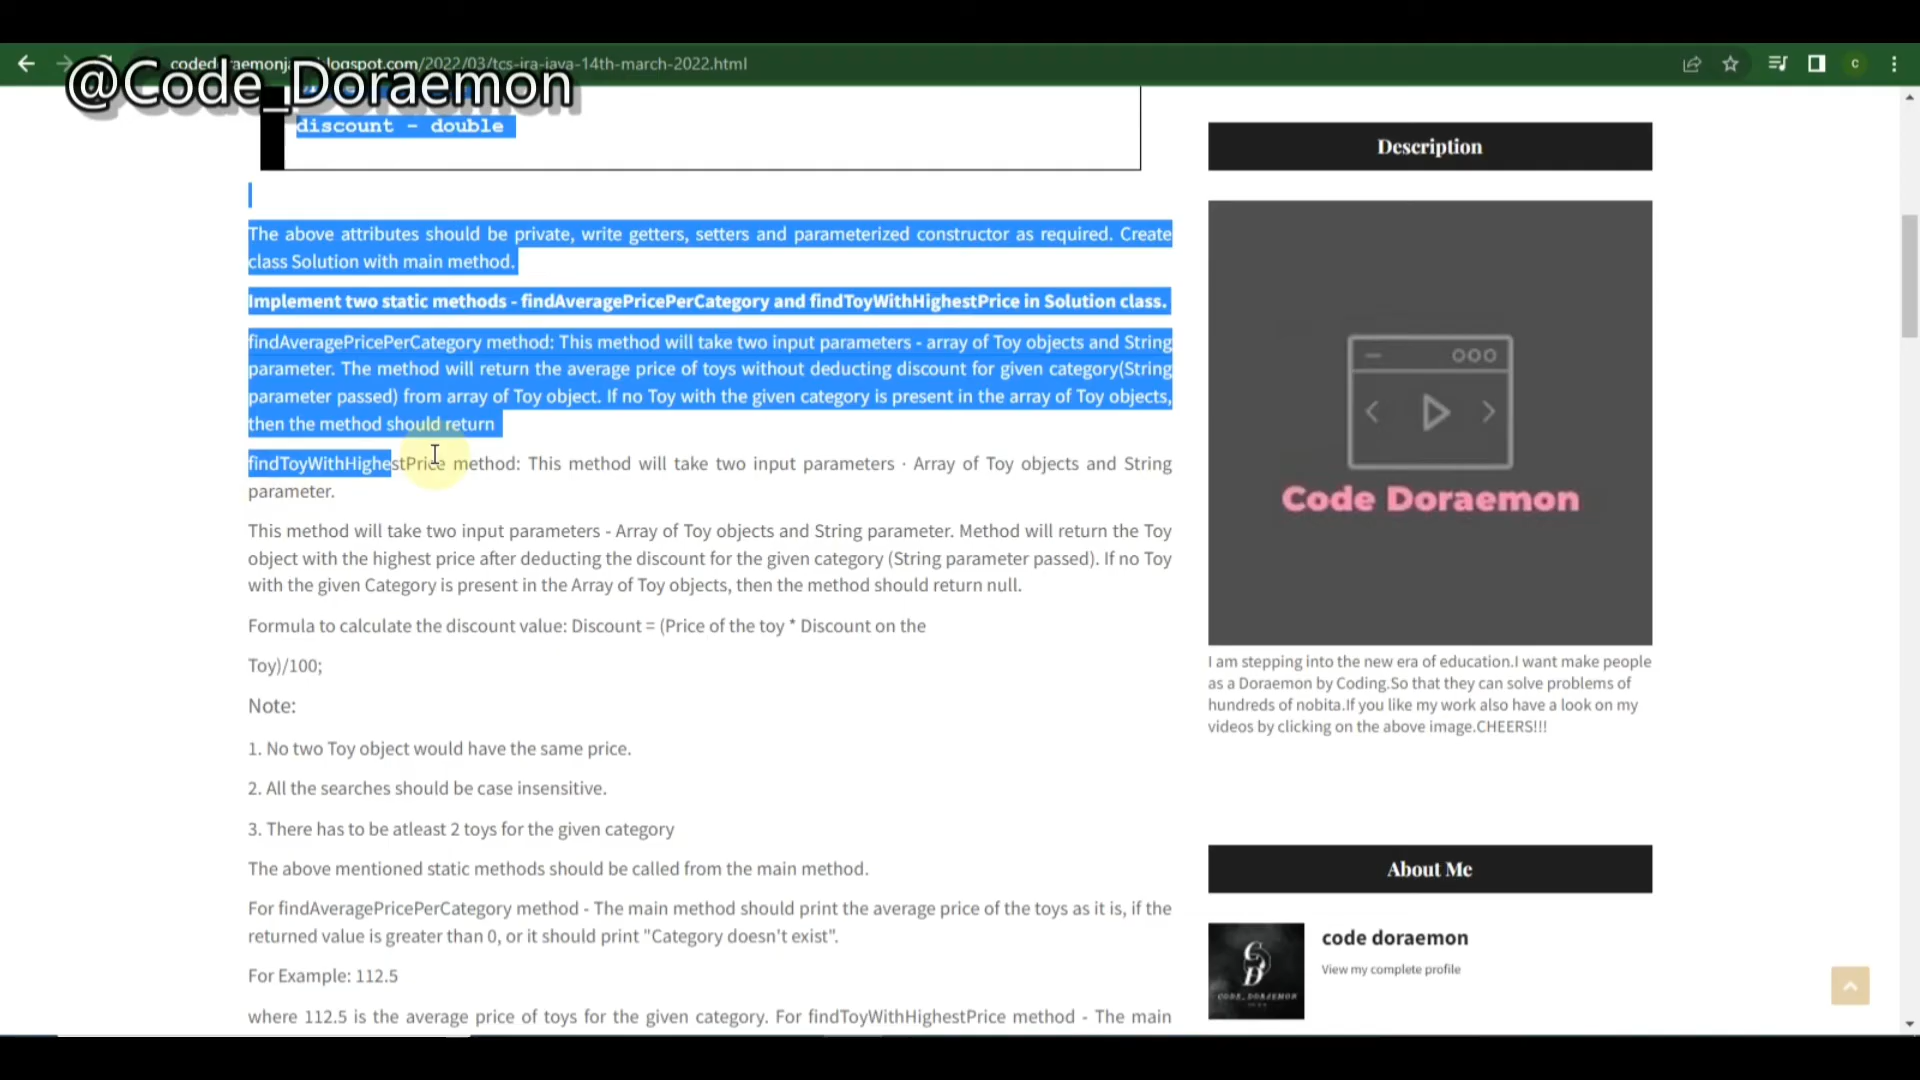 coded raemonj logspot.com/2022/03/tcs-ira-java-14th-march-2022.html
@Code_Doraemon
discount - double
The above attributes should be private, write getters, setters and parameterized constructor as required. Create
class Solution with main method.
Implement two static methods - findAveragePricePerCategory and findToyWithHighestPrice in Solution class.
findAveragePricePerCategory method: This method will take two input parameters - array of Toy objects and String
parameter. The method will return the average price of toys without deducting discount for given category(String
parameter passed) from array of Toy object. If no Toy with the given category is present in the array of Toy objects,
then the method should return
findToyWithHighestPrice method: This method will take two input parameters · Array of Toy objects and String
parameter.
This method will take two input parameters - Array of Toy objects and String parameter. Method will return the Toy
object with the highest price after deducting the discount for the given category (String parameter passed). If no Toy
with the given Category is present in the Array of Toy objects, then the method should return null.
Formula to calculate the discount value: Discount = (Price of the toy * Discount on the
Toy)/100;
Note:
1. No two Toy object would have the same price.
2. All the searches should be case insensitive.
3. There has to be atleast 2 toys for the given category
The above mentioned static methods should be called from the main method.
For findAveragePricePerCategory method - The main method should print the average price of the toys as it is, if the
returned value is greater than 0, or it should print "Category doesn't exist".
For Example: 112.5
where 112.5 is the average price of toys for the given category. For findToyWithHighestPrice method - The main
Description
Code Doraemon
I am stepping into the new era of education.I want make people
as a Doraemon by Coding.So that they can solve problems of
hundreds of nobita.If you like my work also have a look on my
videos by clicking on the above image.CHEERS!!!
About Me
CODE_DORAEMON
code doraemon
View my complete profile